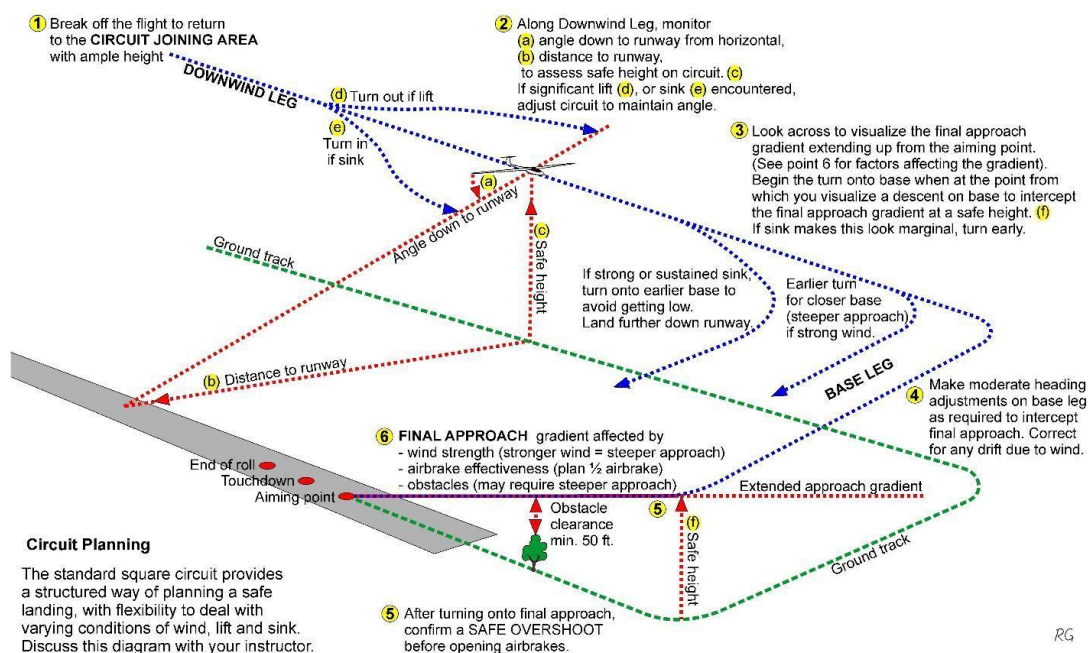 1 Break off the flight to return
to the CIRCUIT JOINING AREA
with ample height
DOWNWIND LEG
(d) Turn out if lift
(e)
Turn in
if sink
2 Along Downwind Leg, monitor
(a) angle down to runway from horizontal,
(b) distance to runway,
to assess safe height on circuit. (c)
If significant lift (d), or sink (e) encountered,
adjust circuit to maintain angle.
3 Look across to visualize the final approach
gradient extending up from the aiming point.
(See point 6 for factors affecting the gradient).
Begin the turn onto base when at the point from
which you visualize a descent on base to intercept
the final approach gradient at a safe height. (f)
If sink makes this look marginal, turn early.
(a)
Angle down to runway
(c) Safe height
Ground track
If strong or sustained sink,
turn onto earlier base to
avoid getting low.
Land further down runway.
Earlier turn
for closer base
(steeper approach)
if strong wind.
BASE LEG
(b) Distance to runway
4 Make moderate heading
adjustments on base leg
as required to intercept
final approach. Correct
for any drift due to wind.
6 FINAL APPROACH gradient affected by
- wind strength (stronger wind = steeper approach)
- airbrake effectiveness (plan ½ airbrake)
- obstacles (may require steeper approach)
End of roll
Touchdown
Aiming point
Extended approach gradient
5
Obstacle
clearance
min. 50 ft.
(f) Safe height
Ground track
Circuit Planning
The standard square circuit provides
a structured way of planning a safe
landing, with flexibility to deal with
varying conditions of wind, lift and sink.
Discuss this diagram with your instructor.
5 After turning onto final approach,
confirm a SAFE OVERSHOOT
before opening airbrakes.
RG